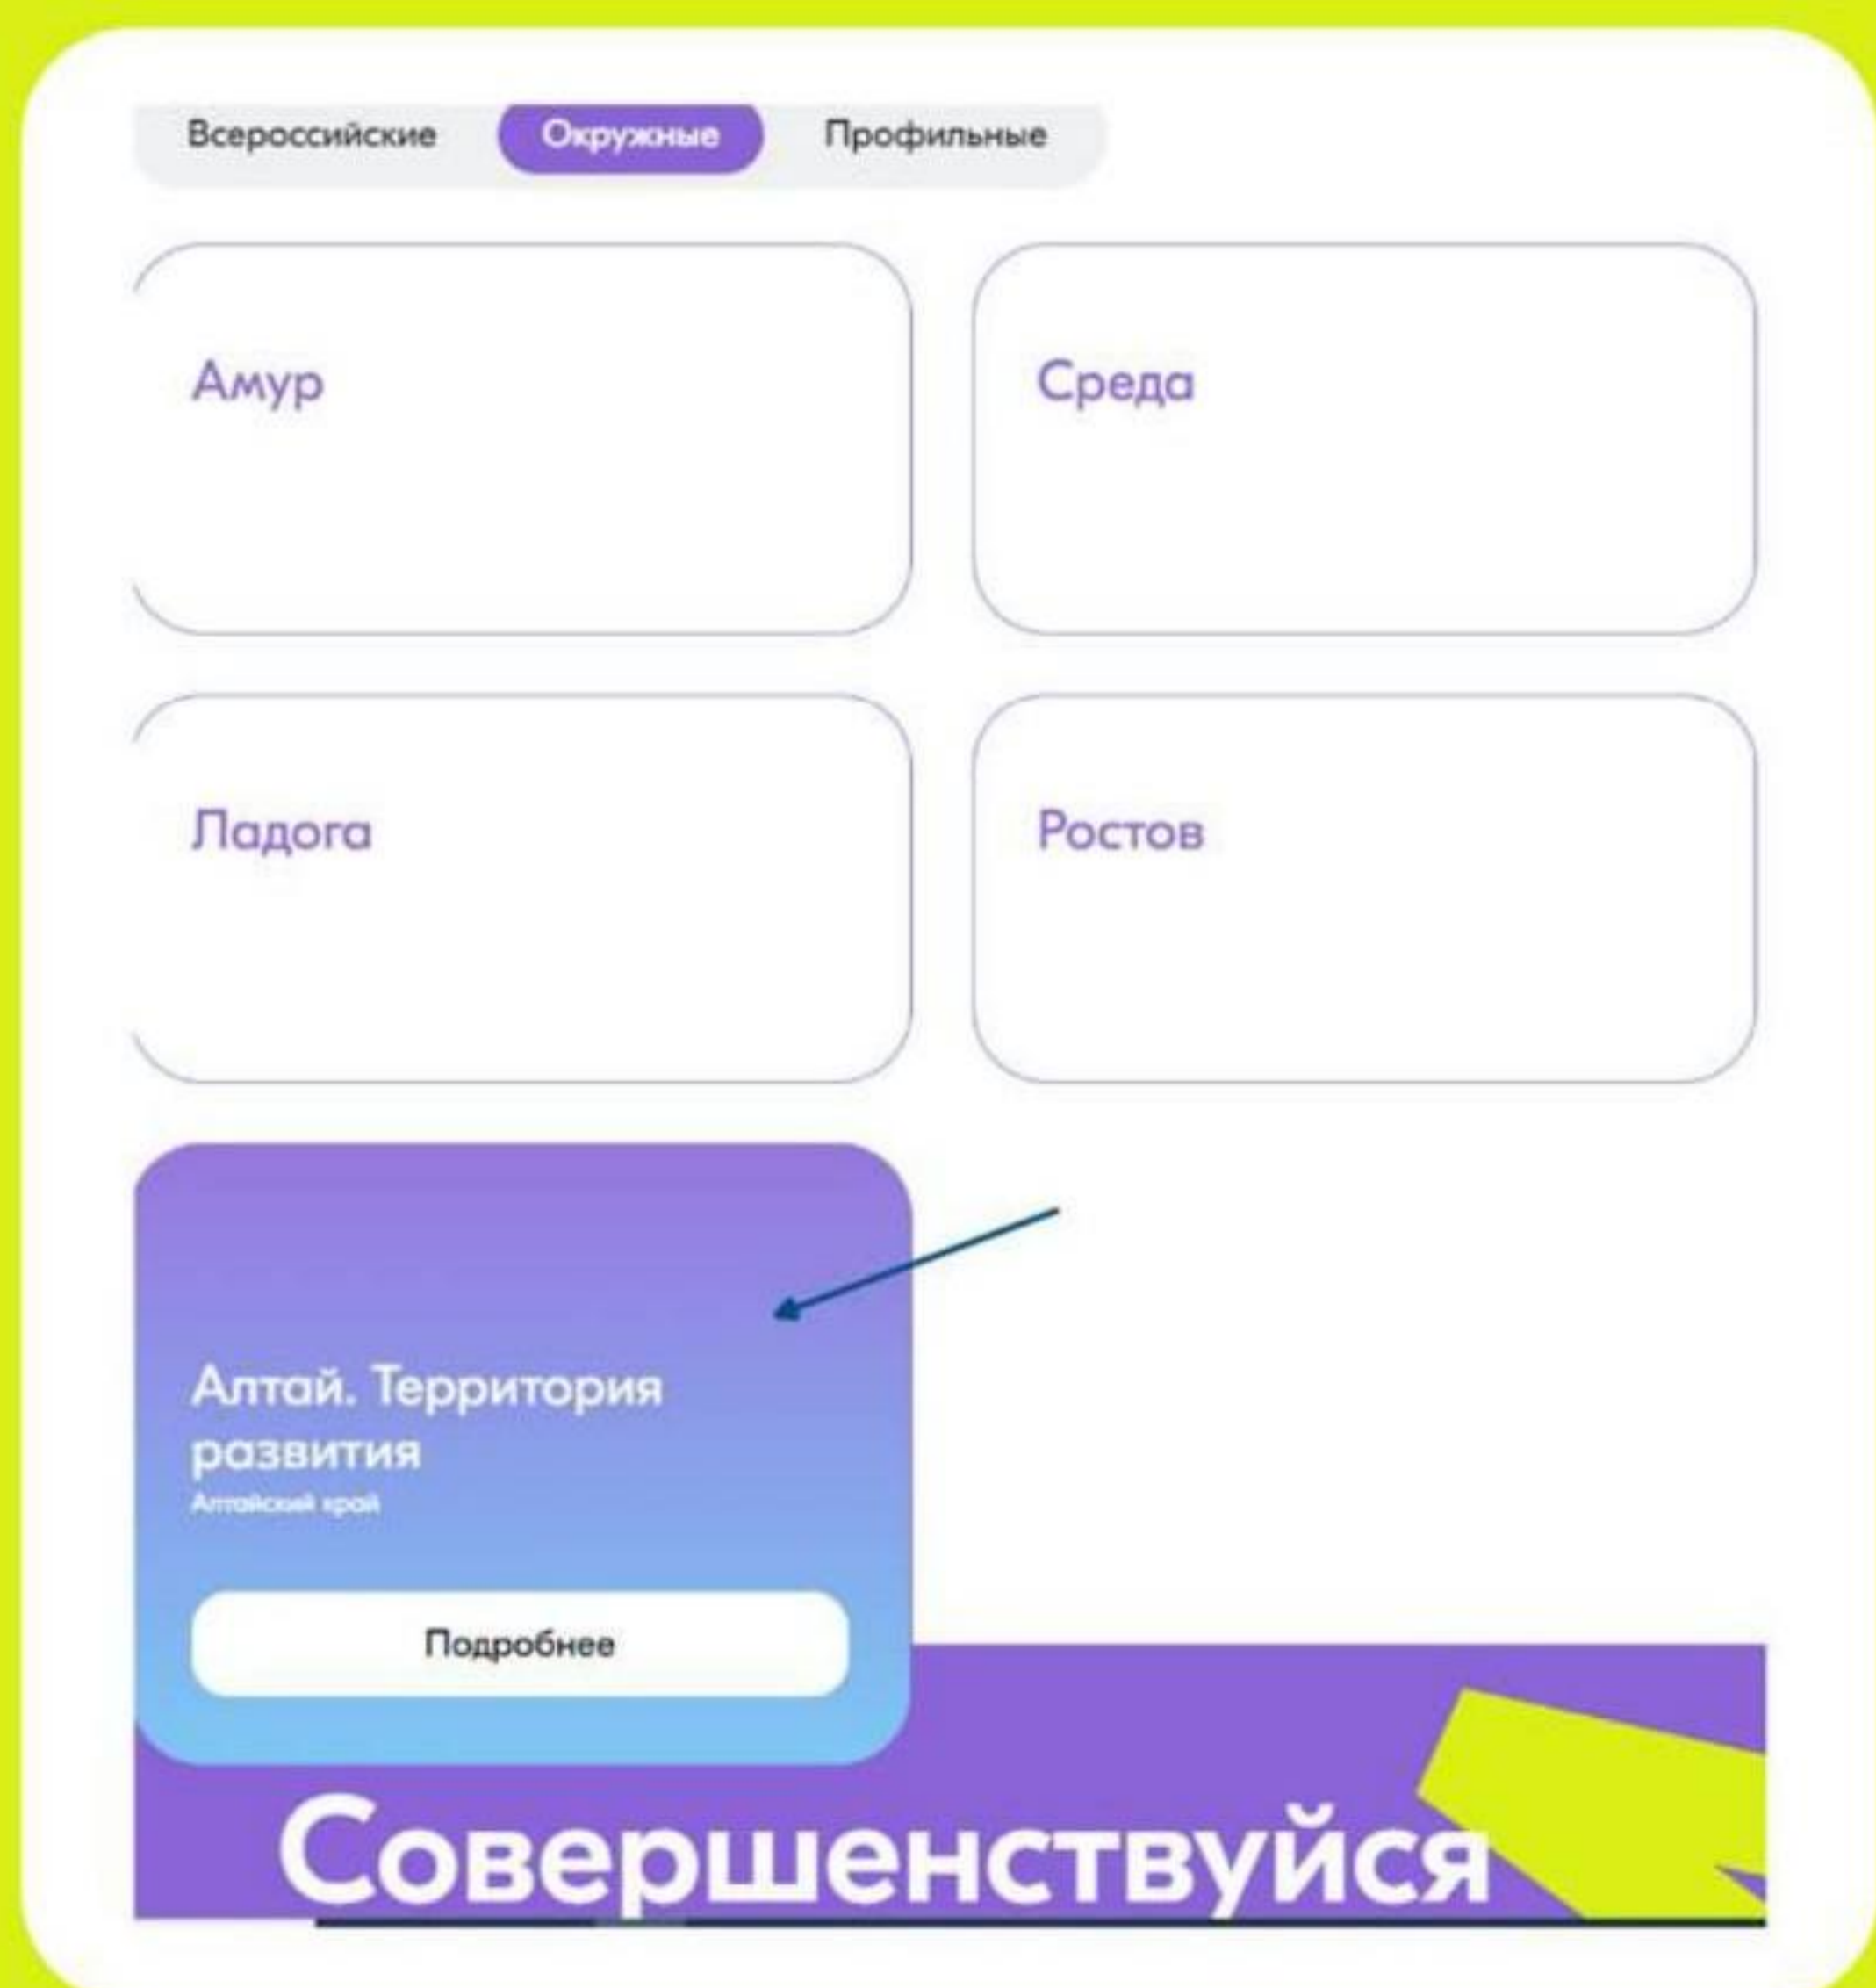 Всероссийские Окружные Профильные
Амур
Среда
Ладога
Ростов
Алтай. Территория
развития
Алтайский край
Подробнее
Совершенствуйся